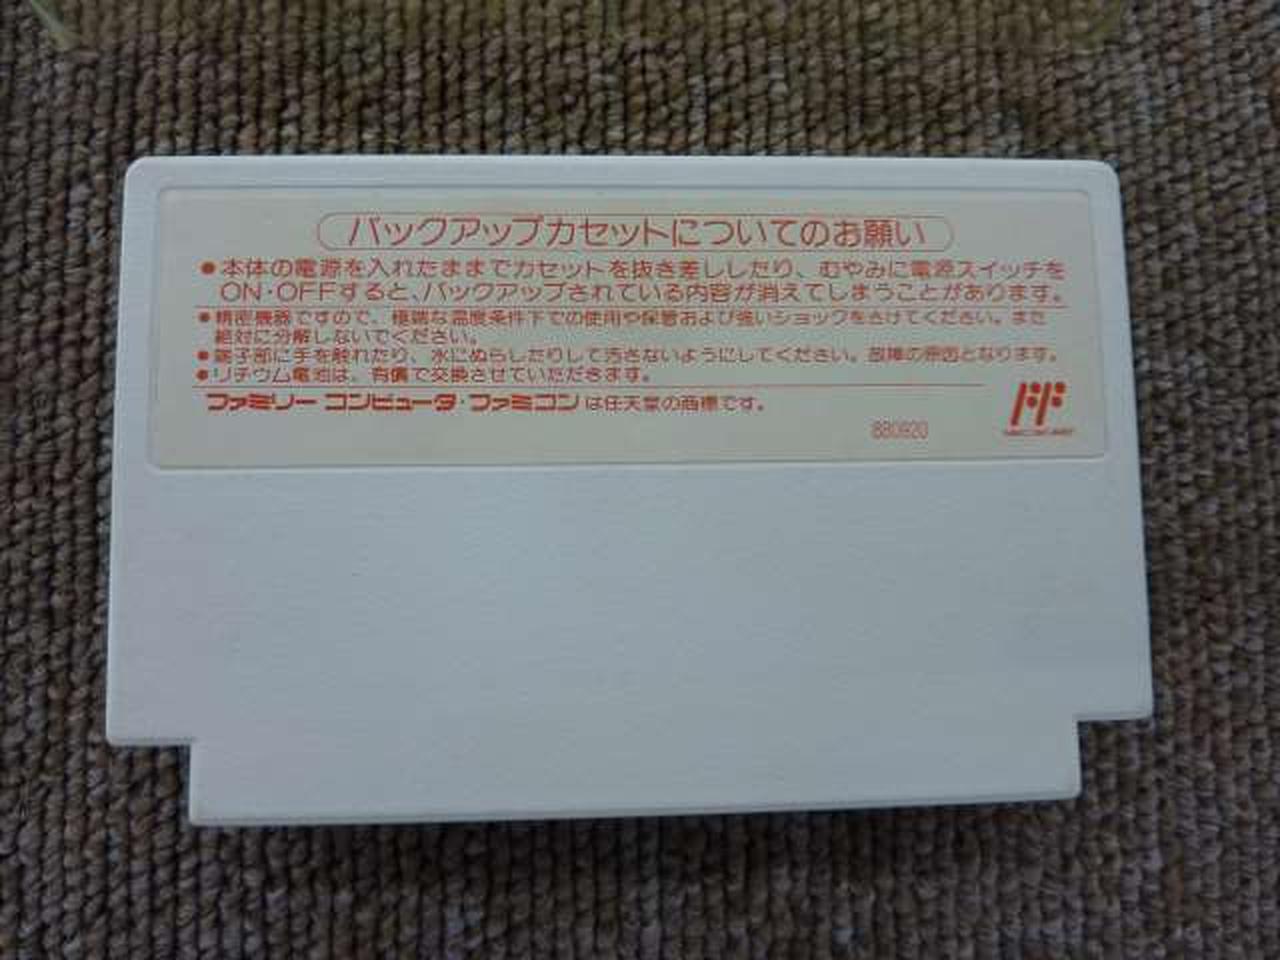 バックアップカセットについてのお願い
●本体の電源を入れたままでカセットを抜き差ししたり、むやみに電源スイッチを
ON・OFFすると、バックアップされている内容が消えてしまうことがあります。
●精密機器ですので、極端な温度条件下での使用や保管および強いショックをさけてください。また
絶対に分解しないでください。
●端子部に手を触れたり、水にぬらしたりして汚さないようにしてください。故障の原因となります。
●リチウム電池は、有償で交換させていただきます。
ファミリー コンピュータ・ファミコンは任天堂の商標です。
880920